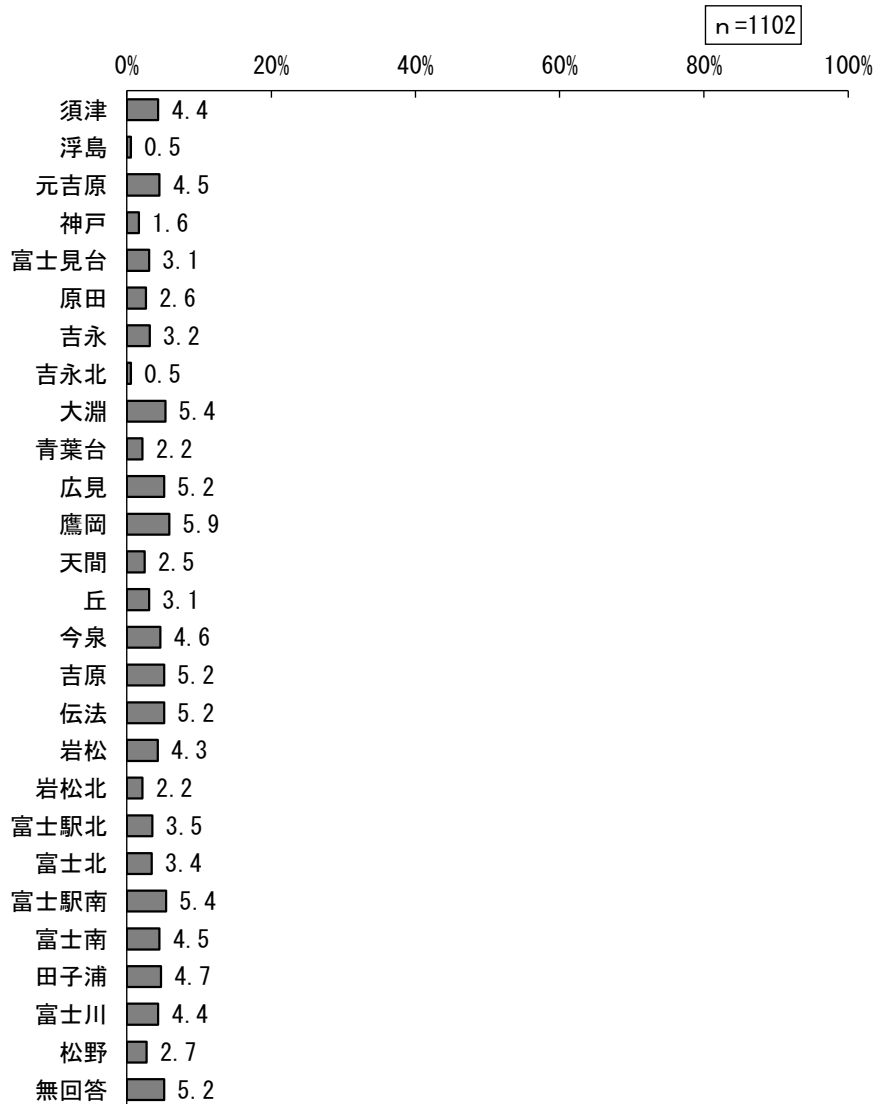 ｎ=1102
0% 20% 40% 60% 80% 100%
須津 4.4
浮島 0.5
元吉原 4.5
神戸 1.6
富士見台 3.1
原田 2.6
吉永 3.2
吉永北 0.5
大淵 5.4
青葉台 2.2
広見 5.2
鷹岡 5.9
天間 2.5
丘 3.1
今泉 4.6
吉原 5.2
伝法 5.2
岩松 4.3
岩松北 2.2
富士駅北 3.5
富士北 3.4
富士駅南 5.4
富士南 4.5
田子浦 4.7
富士川 4.4
松野 2.7
無回答 5.2